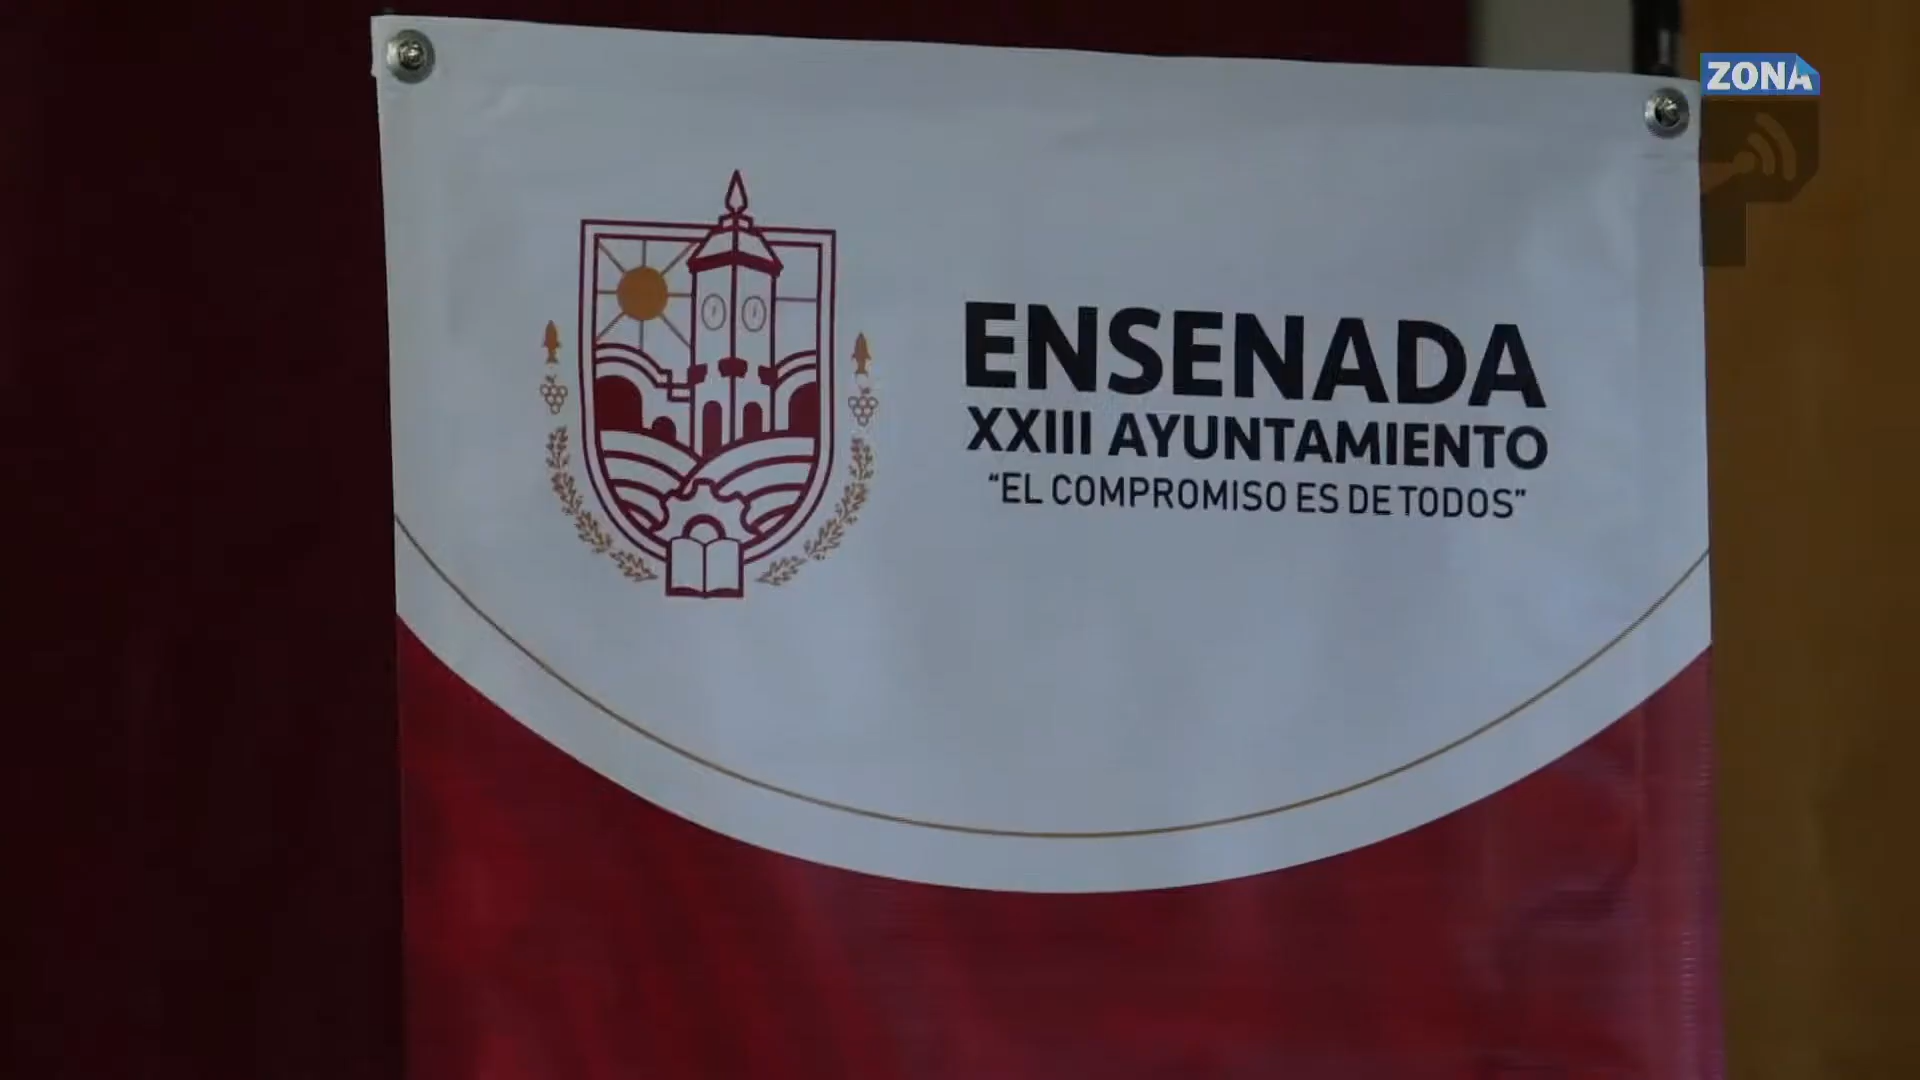 ZONA
ENSENADA
XXIII AYUNTAMIENTO
“EL COMPROMISO ES DE TODOS”